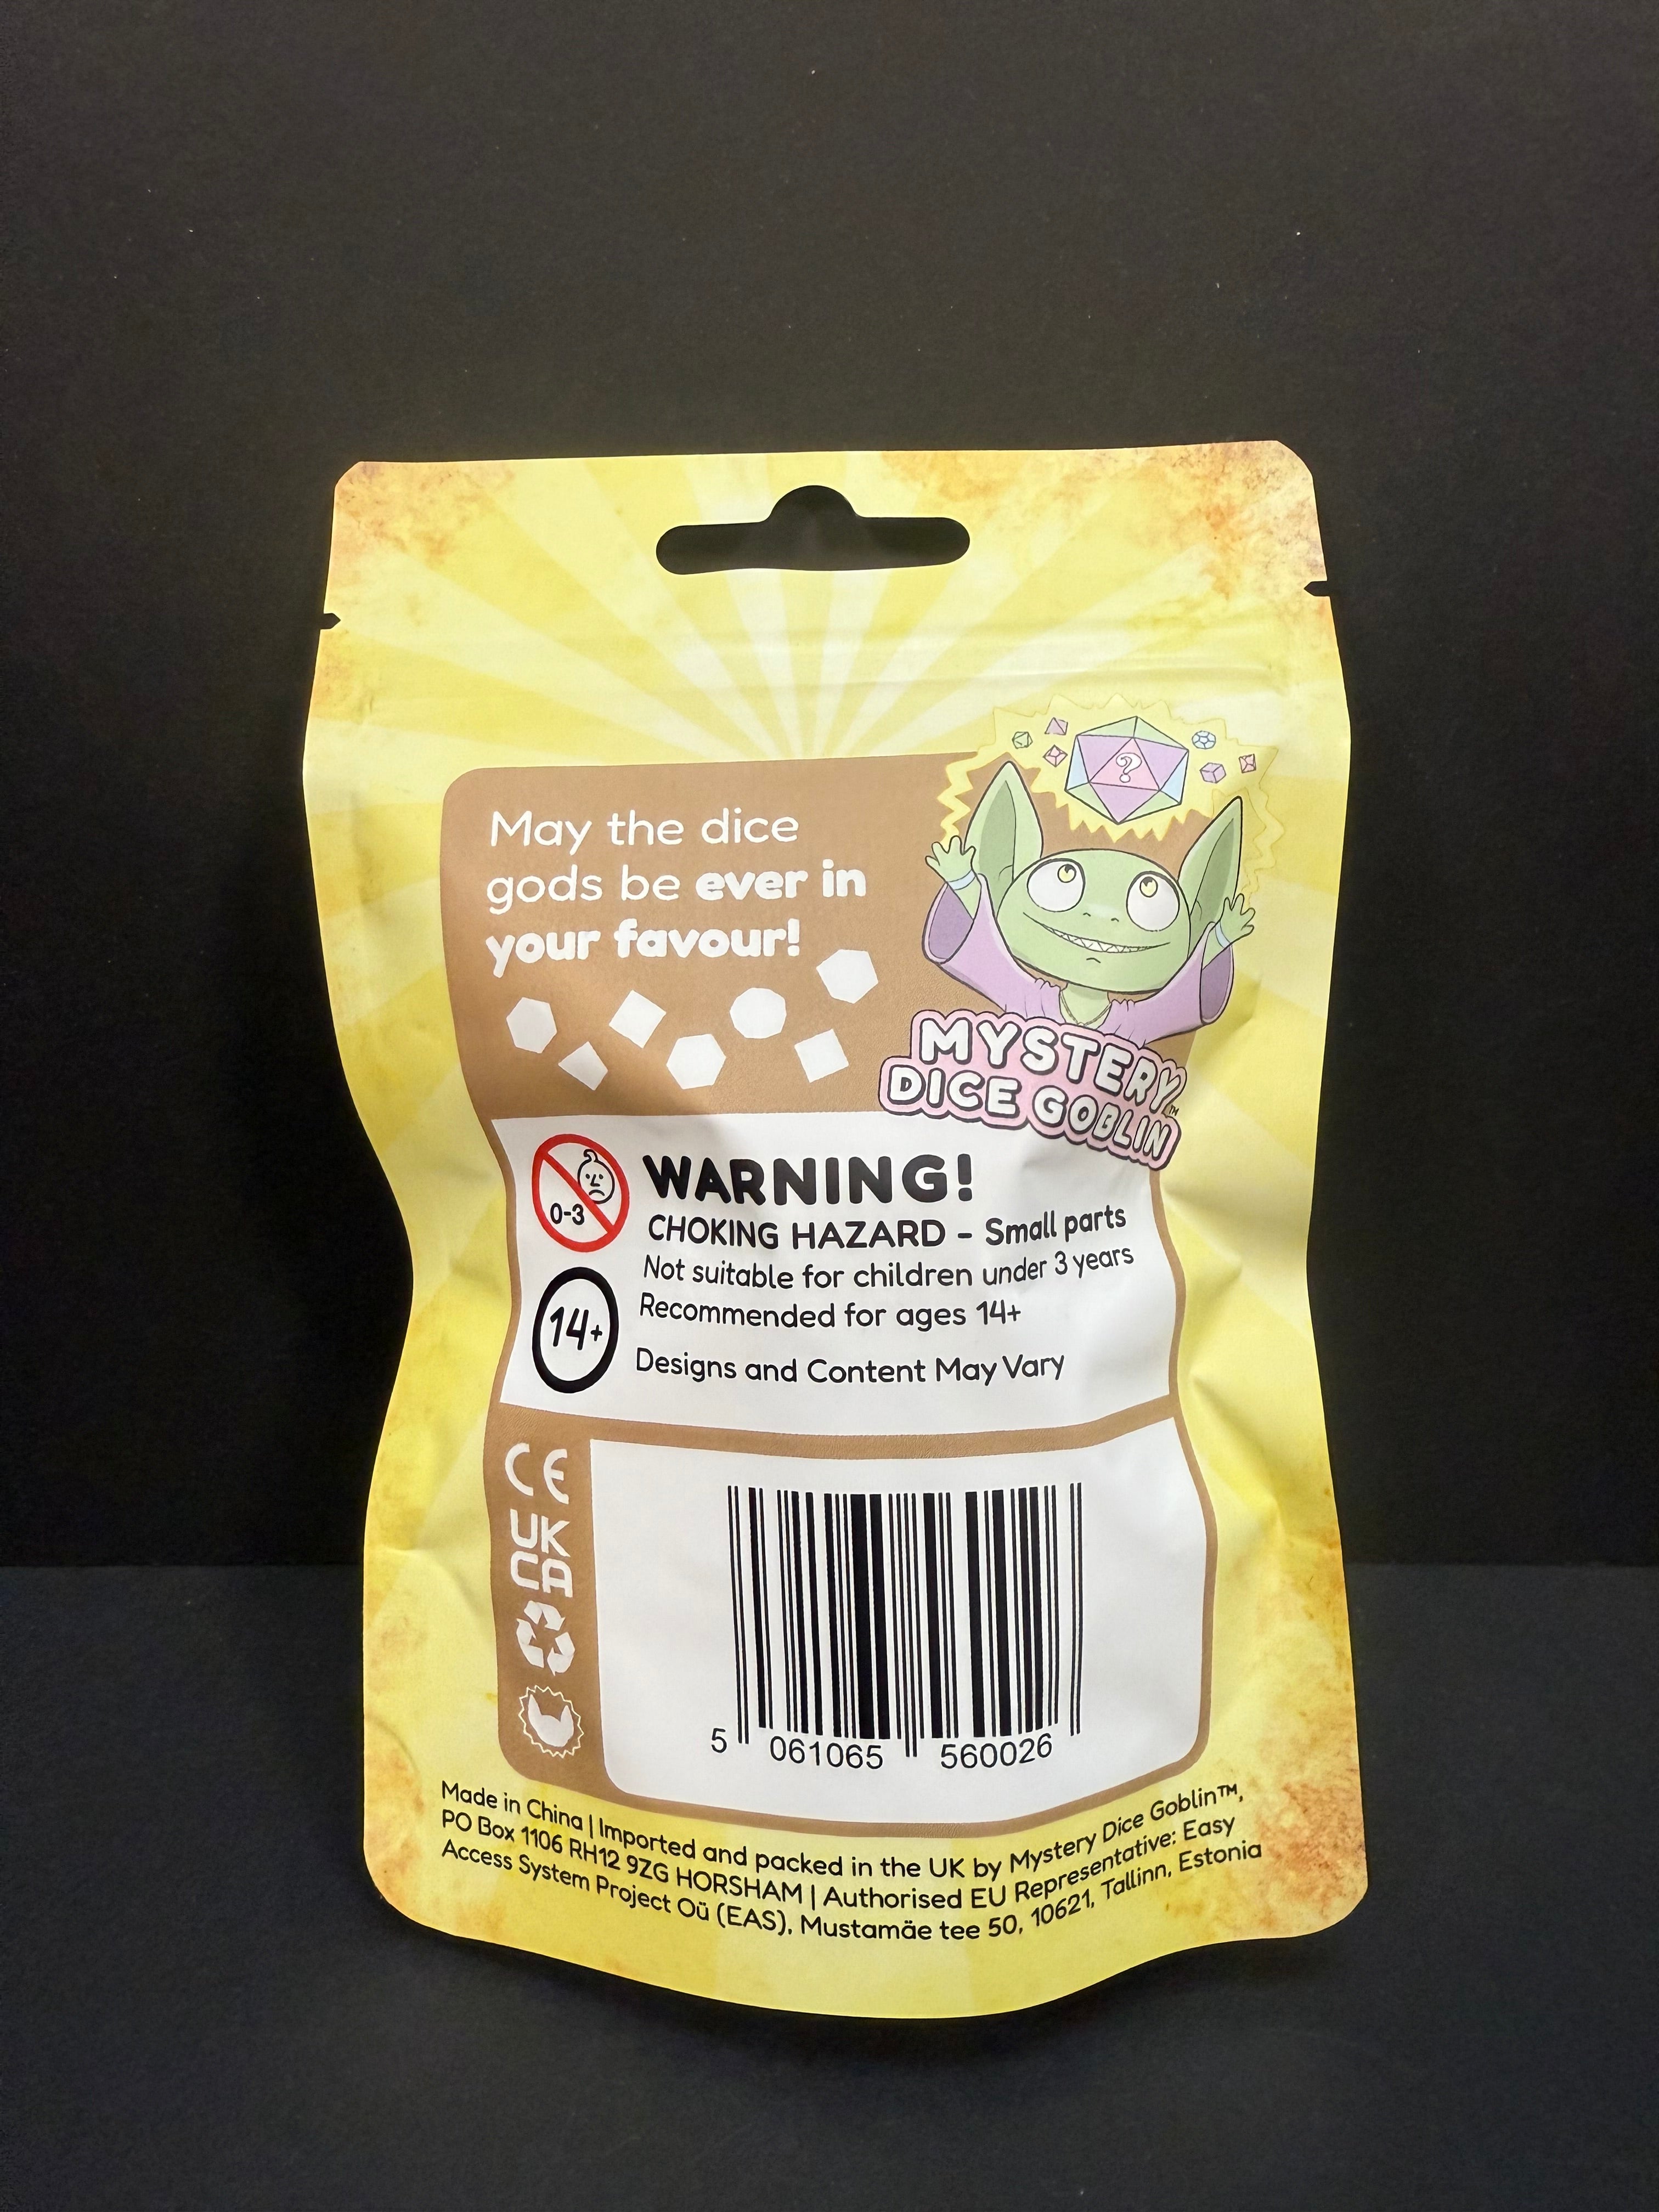 ?
May the dice
gods be ever in
your favour!
MYSTERY
DICE GOBLIN™
WARNING!
0-3
CHOKING HAZARD - Small parts
Not suitable for children under 3 years
14+
Recommended for ages 14+
Designs and Content May Vary
CE
UK
CA
5 061065 560026
Made in China | Imported and packed in the UK by Mystery Dice Goblin™,
PO Box 1106 RH12 9ZG HORSHAM | Authorised EU Representative: Easy
Access System Project Oü (EAS), Mustamäe tee 50, 10621, Tallinn, Estonia